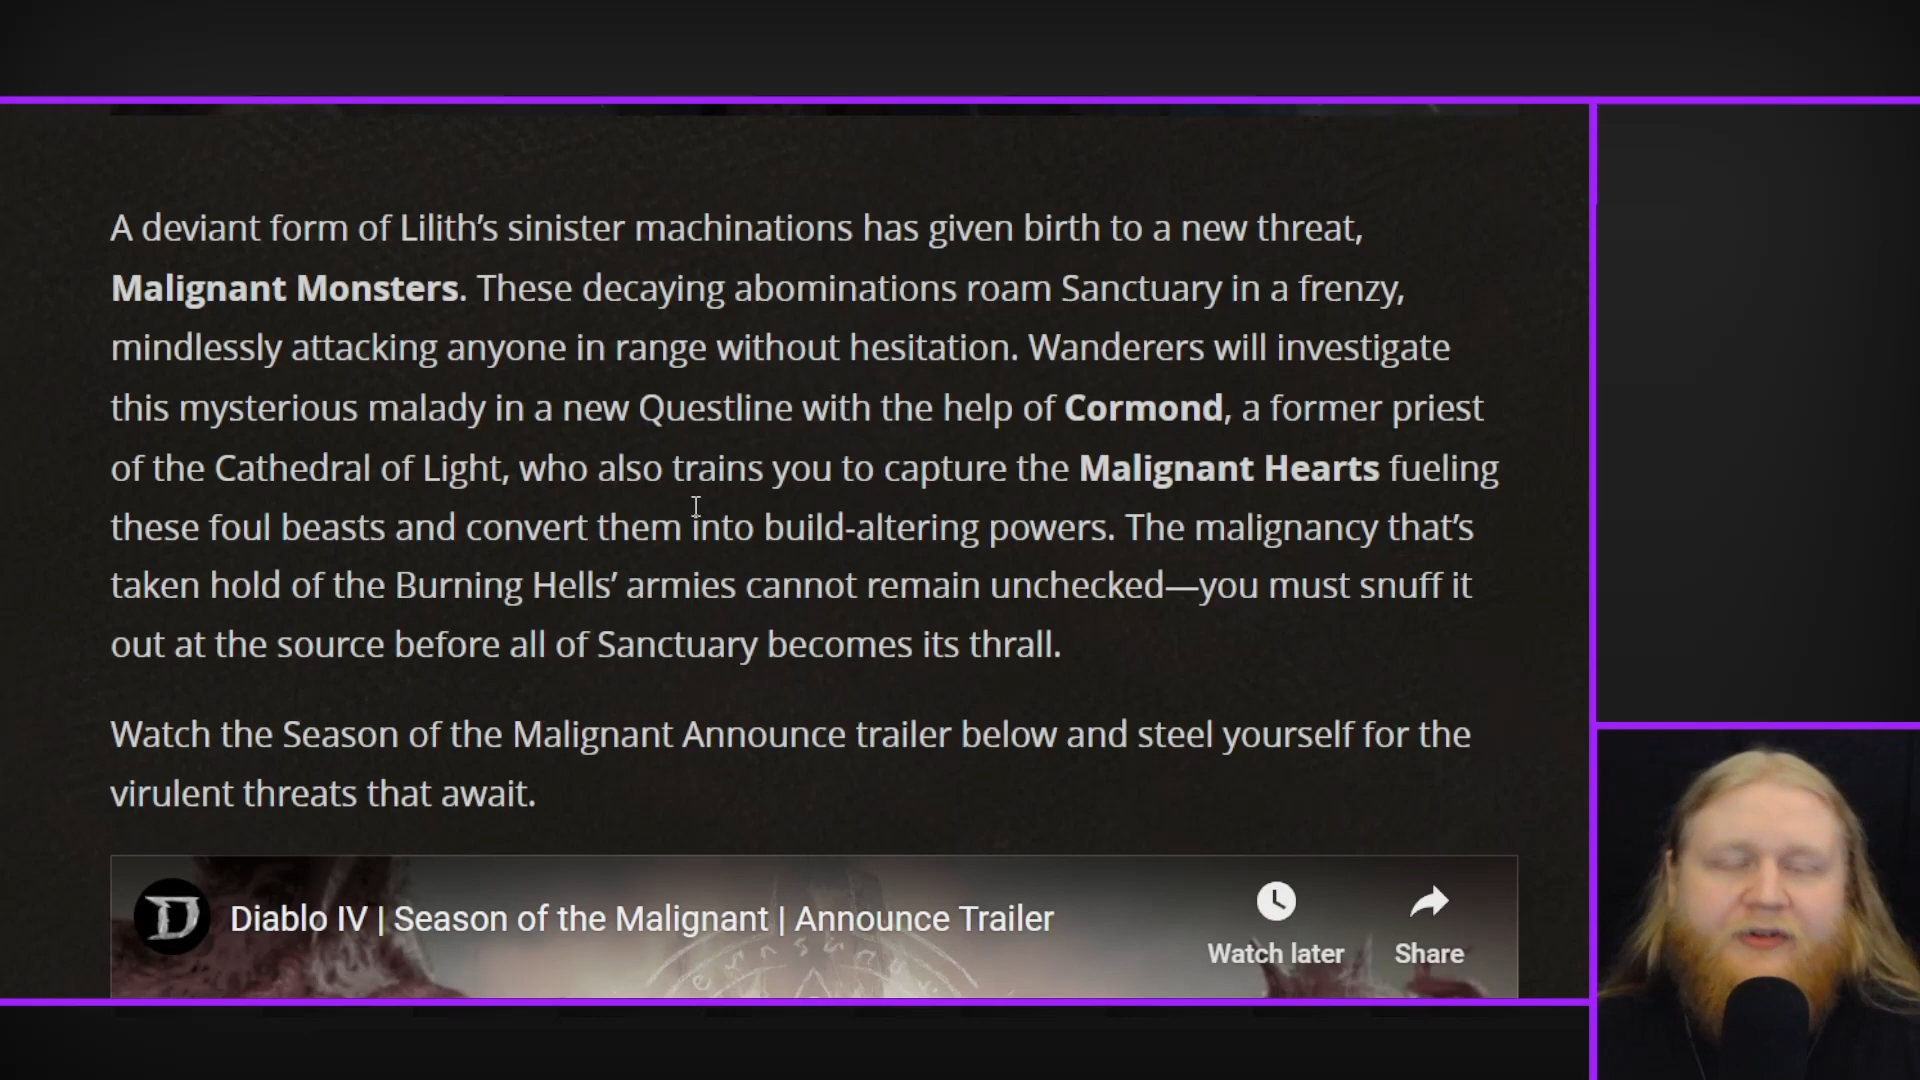 A deviant form of Lilith’s sinister machinations has given birth to a new threat,
Malignant Monsters. These decaying abominations roam Sanctuary in a frenzy,
mindlessly attacking anyone in range without hesitation. Wanderers will investigate
this mysterious malady in a new Questline with the help of Cormond, a former priest
of the Cathedral of Light, who also trains you to capture the Malignant Hearts fueling
these foul beasts and convert them into build-altering powers. The malignancy that’s
taken hold of the Burning Hells’ armies cannot remain unchecked—you must snuff it
out at the source before all of Sanctuary becomes its thrall.
Watch the Season of the Malignant Announce trailer below and steel yourself for the
virulent threats that await.
D
Diablo IV | Season of the Malignant | Announce Trailer
Watch later
Share